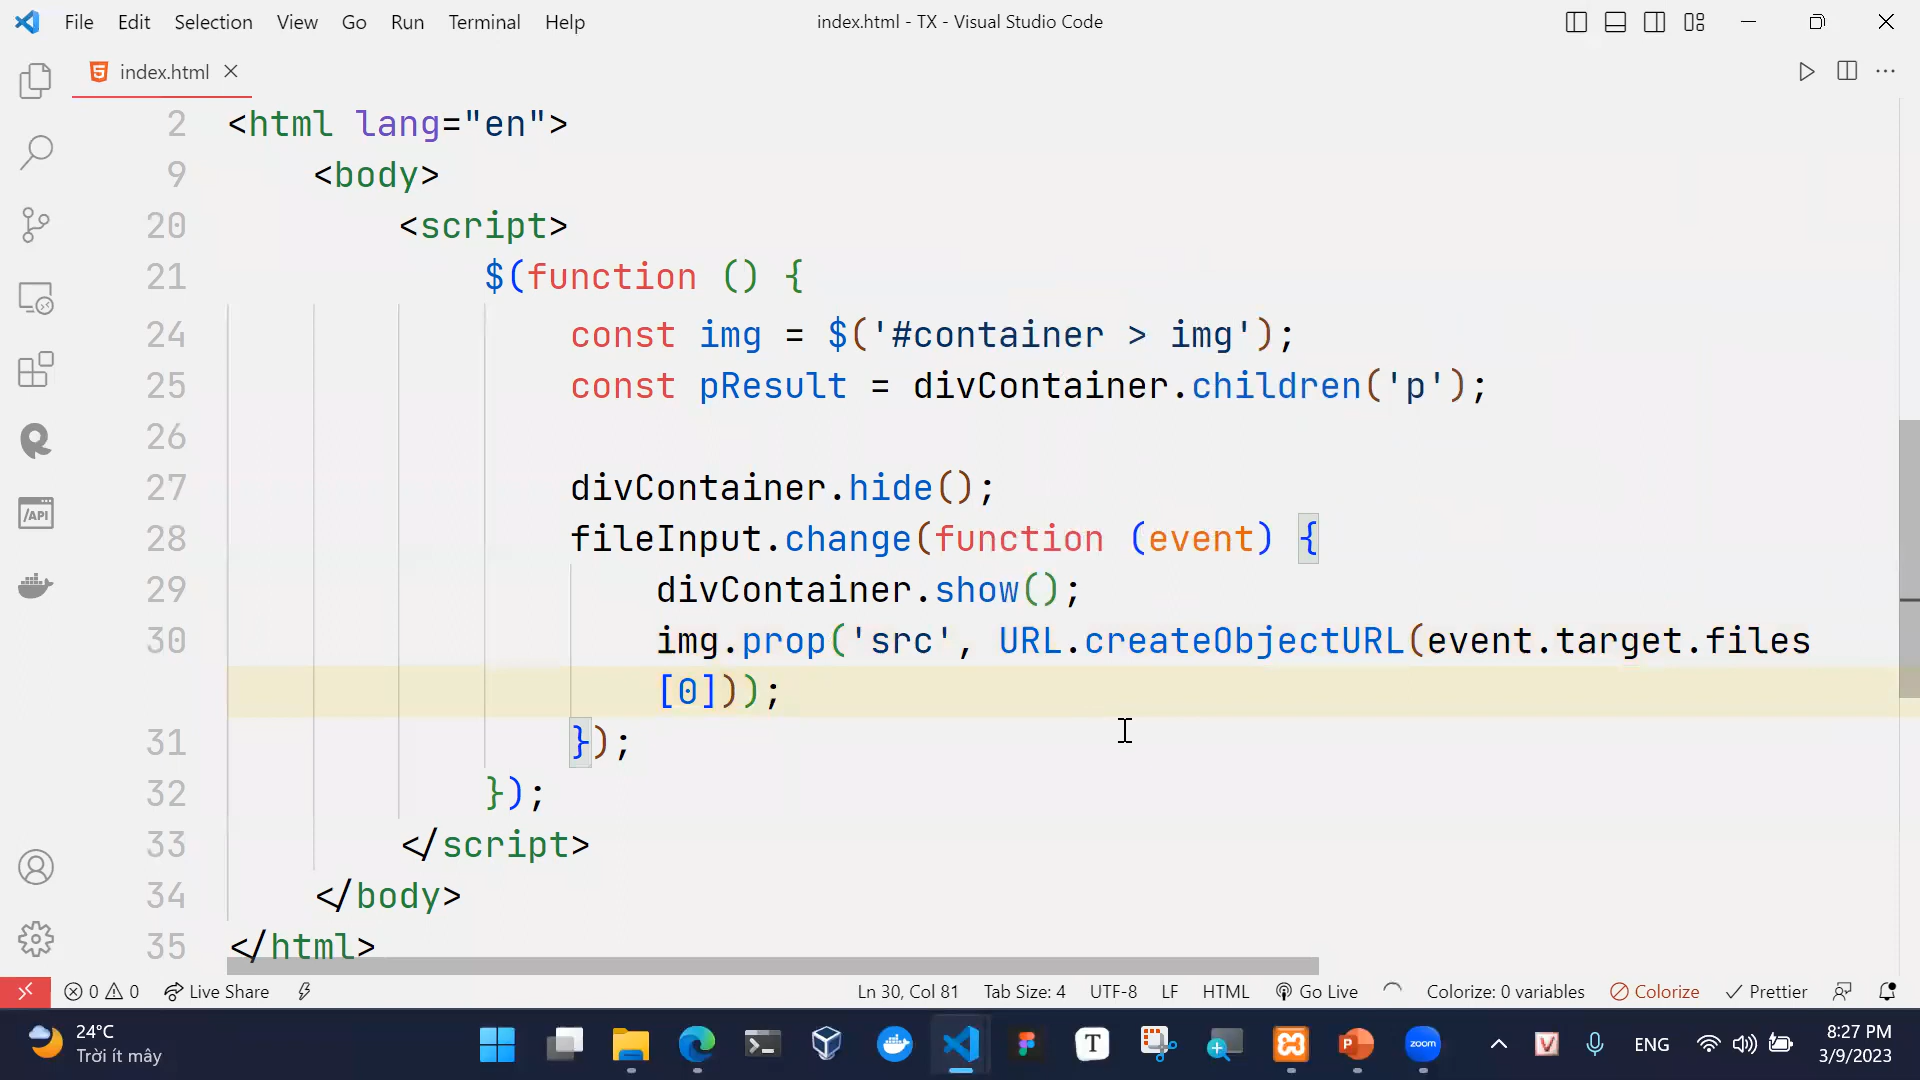 File Edit Selection View Go Run Terminal Help
index.html - TX - Visual Studio Code
index.html
2 <html lang="en">
9 <body>
20 <script>
21 $(function () {
24 const img = $('#container > img');
25 const pResult = divContainer.children('p');
26
27 divContainer.hide();
28 fileInput.change(function (event) {
29 divContainer.show();
30 img.prop('src', URL.createObjectURL(event.target.files
[0]));
31 });
32 });
33 </script>
34 </body>
35 </html>
/API
0 0 Live Share
Ln 30, Col 81 Tab Size: 4 UTF-8 LF HTML Go Live Colorize: 0 variables Colorize Prettier
24°C
Trời ít mây
T
zoom
V
ENG
8:27 PM
3/9/2023